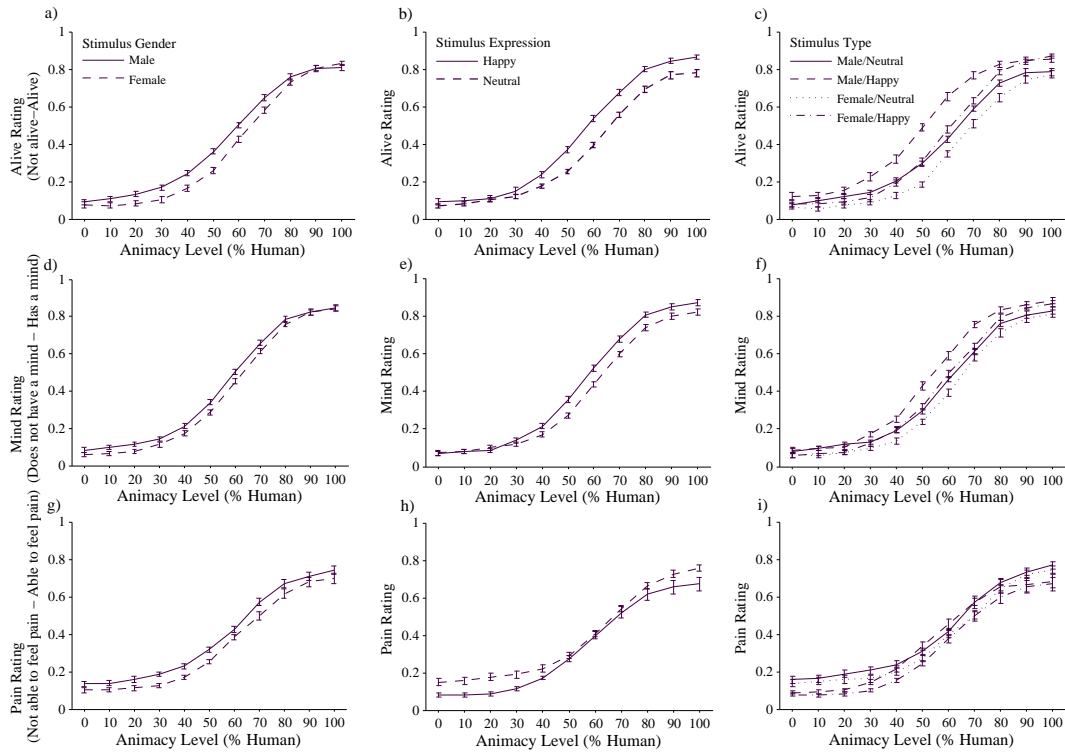 a)
Stimulus Gender
Male
Female
1
0.8
0.6
0.4
0.2
0
Alive Rating
(Not alive–Alive)
0 10 20 30 40 50 60 70 80 90 100
Animacy Level (% Human)
b)
Stimulus Expression
Happy
Neutral
1
0.8
0.6
0.4
0.2
0
Alive Rating
0 10 20 30 40 50 60 70 80 90 100
Animacy Level (% Human)
c)
Stimulus Type
Male/Neutral
Male/Happy
Female/Neutral
Female/Happy
1
0.8
0.6
0.4
0.2
0
Alive Rating
0 10 20 30 40 50 60 70 80 90 100
Animacy Level (% Human)
d)
1
0.8
0.6
0.4
0.2
0
Mind Rating
(Does not have a mind – Has a mind)
0 10 20 30 40 50 60 70 80 90 100
Animacy Level (% Human)
e)
1
0.8
0.6
0.4
0.2
0
Mind Rating
0 10 20 30 40 50 60 70 80 90 100
Animacy Level (% Human)
f)
1
0.8
0.6
0.4
0.2
0
Mind Rating
0 10 20 30 40 50 60 70 80 90 100
Animacy Level (% Human)
g)
1
0.8
0.6
0.4
0.2
0
Pain Rating
(Not able to feel pain – Able to feel pain)
0 10 20 30 40 50 60 70 80 90 100
Animacy Level (% Human)
h)
1
0.8
0.6
0.4
0.2
0
Pain Rating
0 10 20 30 40 50 60 70 80 90 100
Animacy Level (% Human)
i)
1
0.8
0.6
0.4
0.2
0
Pain Rating
0 10 20 30 40 50 60 70 80 90 100
Animacy Level (% Human)